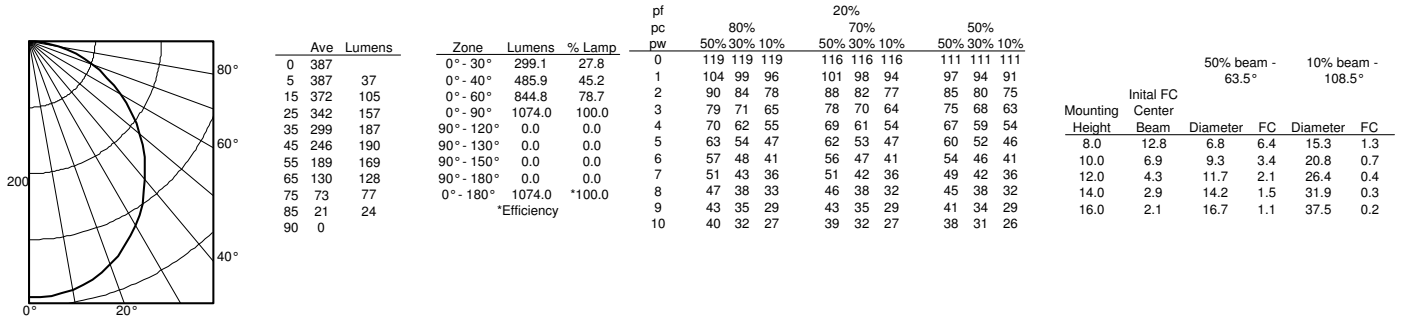 80°
60°
200
40°
0° 20°
Ave Lumens
0 387
5 387 37
15 372 105
25 342 157
35 299 187
45 246 190
55 189 169
65 130 128
75 73 77
85 21 24
90 0
Zone Lumens % Lamp
0° - 30° 299.1 27.8
0° - 40° 485.9 45.2
0° - 60° 844.8 78.7
0° - 90° 1074.0 100.0
90° - 120° 0.0 0.0
90° - 130° 0.0 0.0
90° - 150° 0.0 0.0
90° - 180° 0.0 0.0
0° - 180° 1074.0 *100.0
*Efficiency
pf 20%
pc 80% 70% 50%
pw 50% 30% 10% 50% 30% 10% 50% 30% 10%
0 119 119 119 116 116 116 111 111 111
1 104 99 96 101 98 94 97 94 91
2 90 84 78 88 82 77 85 80 75
3 79 71 65 78 70 64 75 68 63
4 70 62 55 69 61 54 67 59 54
5 63 54 47 62 53 47 60 52 46
6 57 48 41 56 47 41 54 46 41
7 51 43 36 51 42 36 49 42 36
8 47 38 33 46 38 32 45 38 32
9 43 35 29 43 35 29 41 34 29
10 40 32 27 39 32 27 38 31 26
50% beam - 10% beam -
63.5° 108.5°
Inital FC
Mounting Center
Height Beam Diameter FC Diameter FC
8.0 12.8 6.8 6.4 15.3 1.3
10.0 6.9 9.3 3.4 20.8 0.7
12.0 4.3 11.7 2.1 26.4 0.4
14.0 2.9 14.2 1.5 31.9 0.3
16.0 2.1 16.7 1.1 37.5 0.2